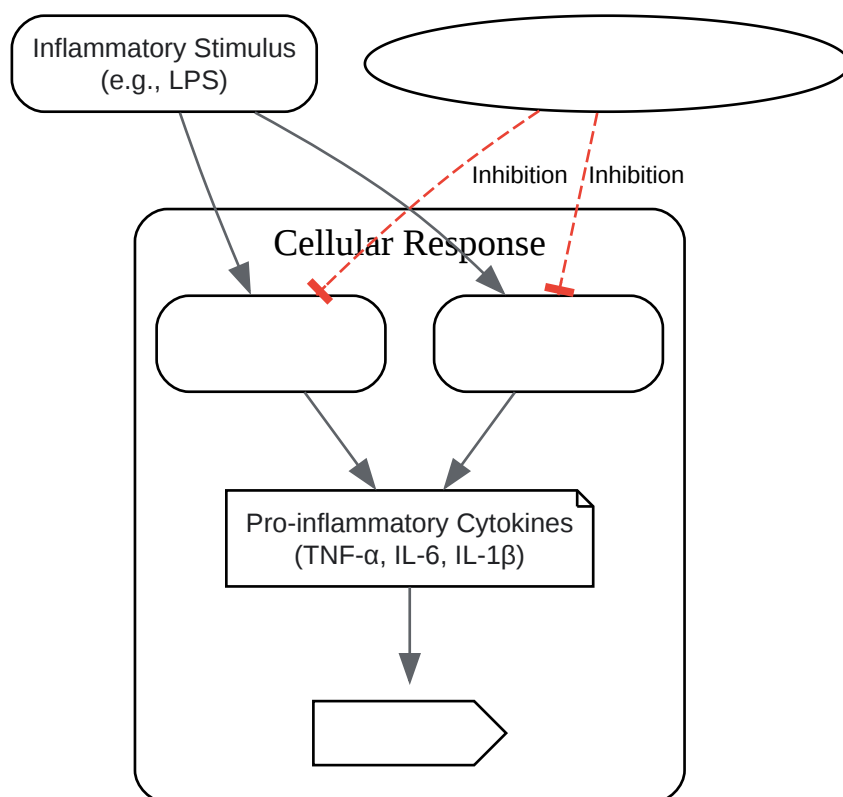 Inflammatory Stimulus
(e.g., LPS)
Inhibition
Inhibition
Cellular Response
Pro-inflammatory Cytokines
(TNF-α, IL-6, IL-1β)